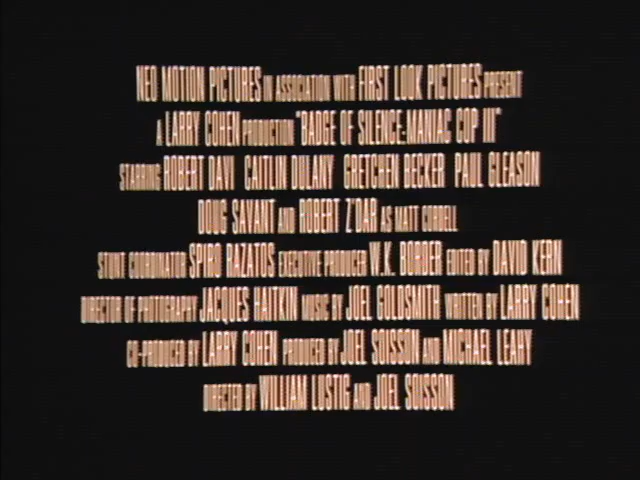 NEO MOTION PICTURES IN ASSOCIATION WITH FIRST LOOK PICTURES PRESENT
A LARRY COHEN PRODUCTION "BADGE OF SILENCE-MANIAC COP III"
STARRING ROBERT DAVI CAITLIN DULANY GRETCHEN BECKER PAUL GLEASON
DOUG SAVANT AND ROBERT Z'DAR AS MATT CORDELL
STUNT COORDINATOR SPIRO RAZATOS EXECUTIVE PRODUCER W.K. BORDER EDITED BY DAVID KERN
DIRECTOR OF PHOTOGRAPHY JACQUES HAITKIN MUSIC BY JOEL GOLDSMITH WRITTEN BY LARRY COHEN
CO-PRODUCED BY LARRY COHEN PRODUCED BY JOEL SOISSON AND MICHAEL LEAHY
DIRECTED BY WILLIAM LUSTIG AND JOEL SOISSON